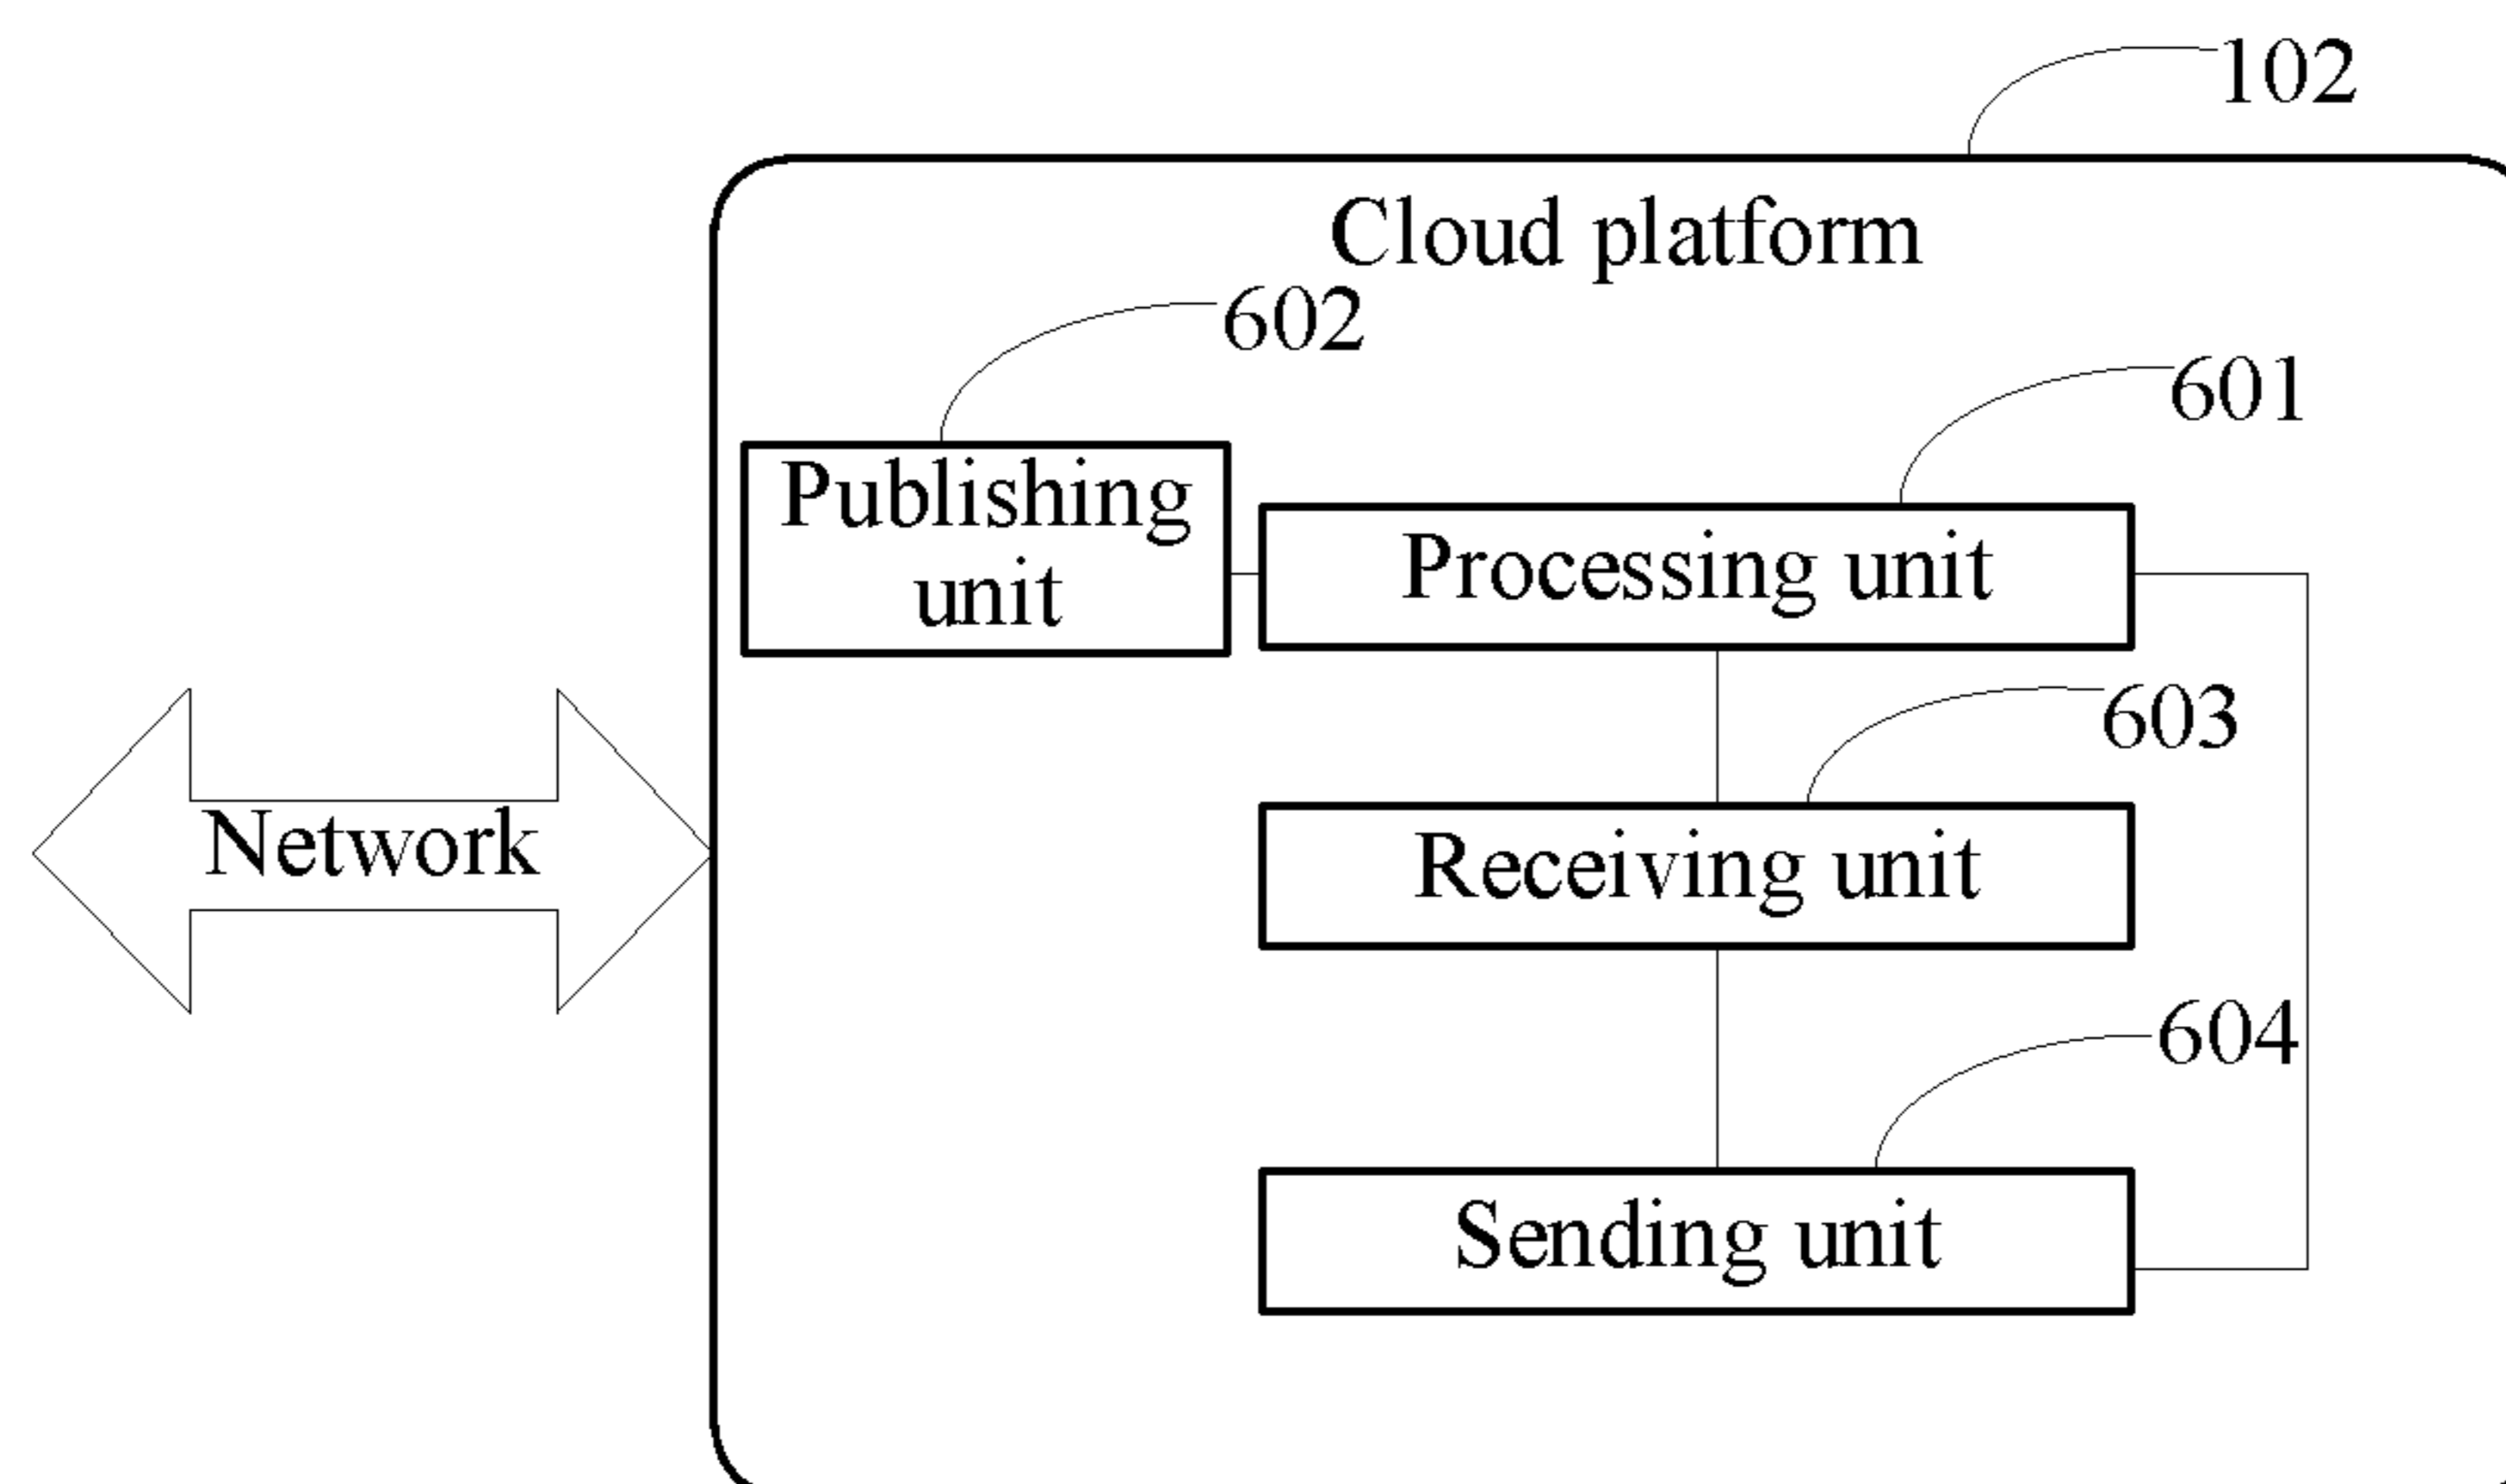 102
Cloud platform
602
601
Publishing
unit
Processing unit
603
Network
Receiving unit
604
Sending unit